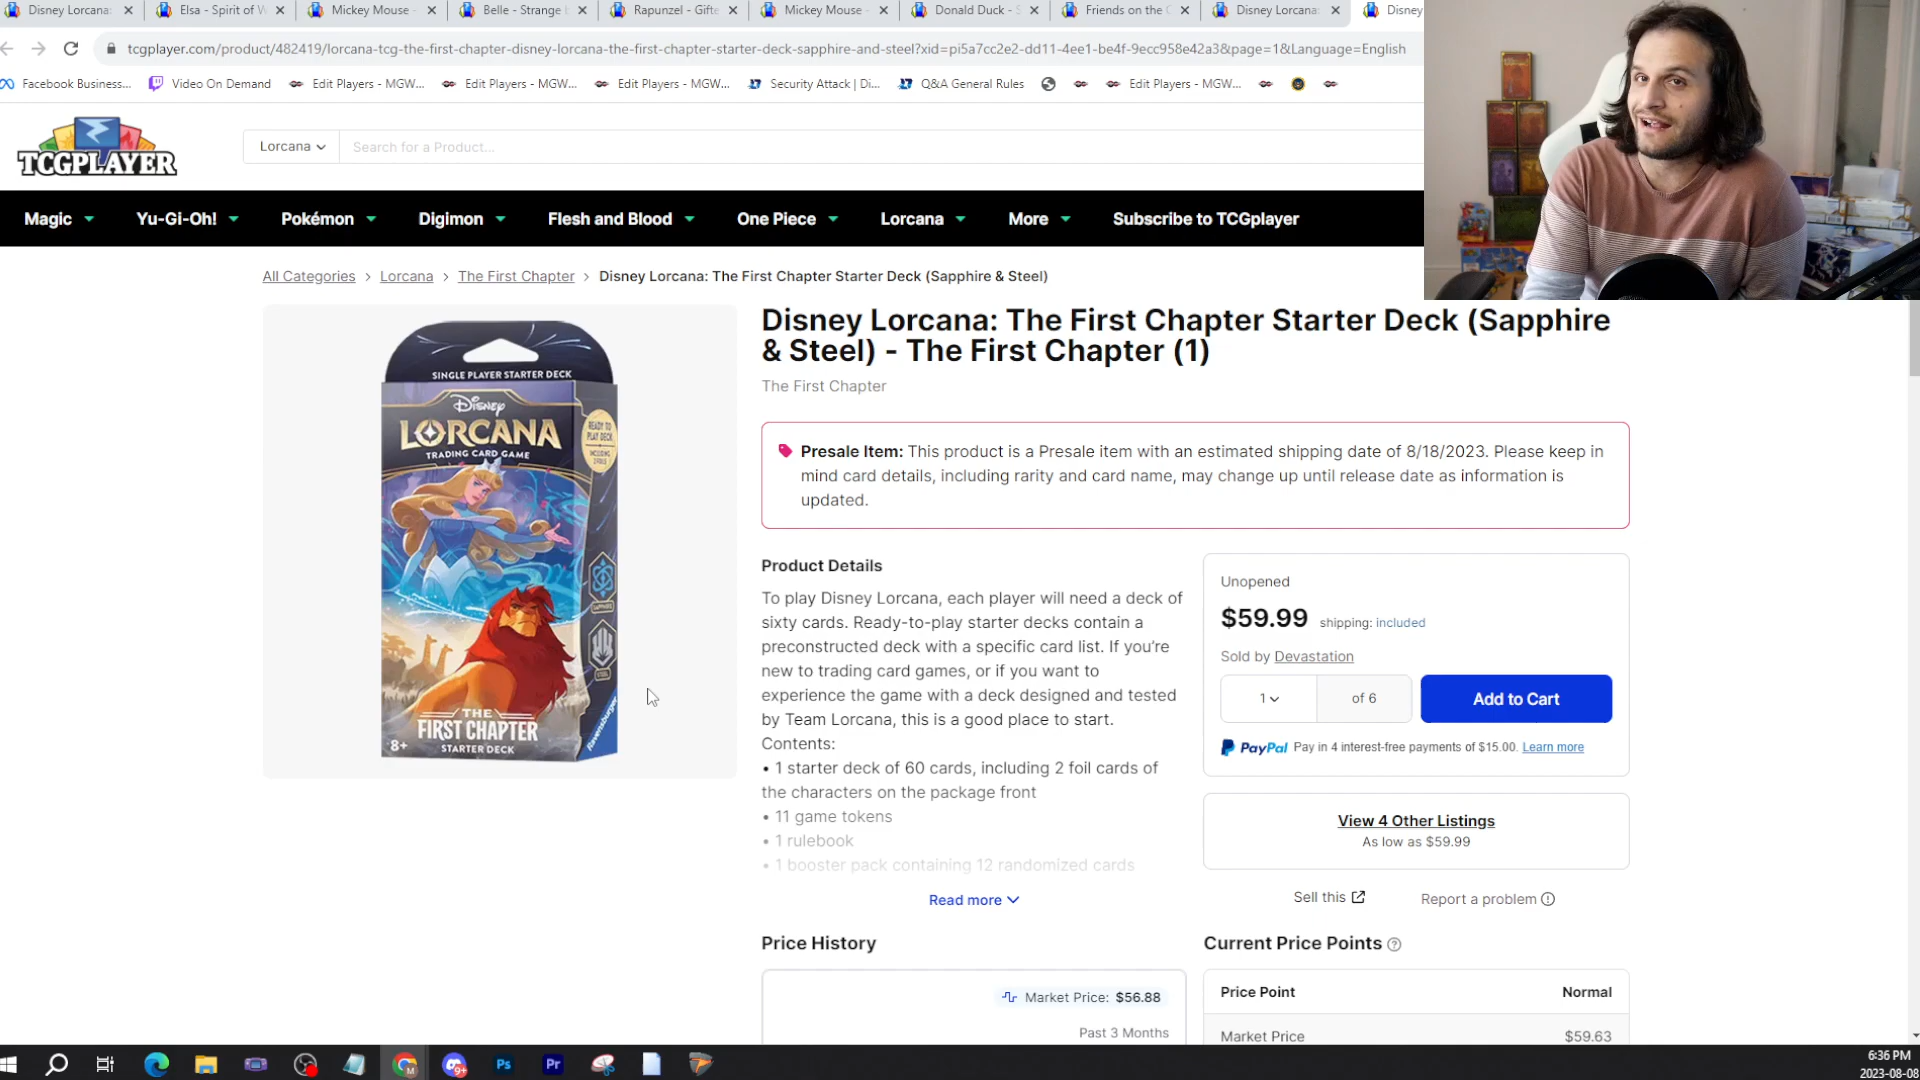 Disney Lorcana:
Elsa - Spirit of W
Mickey Mouse -
Belle - Strange b
Rapunzel - Gifte
Mickey Mouse -
Donald Duck - S
Friends on the O
Disney Lorcana:
Disney
tcgplayer.com/product/482419/lorcana-tcg-the-first-chapter-disney-lorcana-the-first-chapter-starter-deck-sapphire-and-steel?xid=pi5a7cc2e2-dd11-4ee1-be4f-9ecc958e42a3&page=1&Language=English
Facebook Business... Video On Demand Edit Players - MGW... Edit Players - MGW... Edit Players - MGW... Security Attack | Di... Q&A General Rules Edit Players - MGW...
TCGPLAYER
Lorcana Search for a Product...
Magic Yu-Gi-Oh! Pokémon Digimon Flesh and Blood One Piece Lorcana More Subscribe to TCGplayer
All Categories > Lorcana > The First Chapter > Disney Lorcana: The First Chapter Starter Deck (Sapphire & Steel)
SINGLE PLAYER STARTER DECK
Disney
LORCANA
TRADING CARD GAME
READY TO
PLAY DECK
SAPPHIRE
STEEL
THE
FIRST CHAPTER
STARTER DECK
8+
Ravensburger
Disney Lorcana: The First Chapter Starter Deck (Sapphire
& Steel) - The First Chapter (1)
The First Chapter
Presale Item: This product is a Presale item with an estimated shipping date of 8/18/2023. Please keep in
mind card details, including rarity and card name, may change up until release date as information is
updated.
Product Details
To play Disney Lorcana, each player will need a deck of
sixty cards. Ready-to-play starter decks contain a
preconstructed deck with a specific card list. If you're
new to trading card games, or if you want to
experience the game with a deck designed and tested
by Team Lorcana, this is a good place to start.
Contents:
• 1 starter deck of 60 cards, including 2 foil cards of
the characters on the package front
• 11 game tokens
• 1 rulebook
• 1 booster pack containing 12 randomized cards
Read more
Unopened
$59.99 shipping: included
Sold by Devastation
1 of 6 Add to Cart
PayPal Pay in 4 interest-free payments of $15.00. Learn more
View 4 Other Listings
As low as $59.99
Sell this Report a problem
Price History
Market Price: $56.88
Past 3 Months
Current Price Points
Price Point Normal
Market Price $59.63
Ps Pr
6:36 PM
2023-08-08